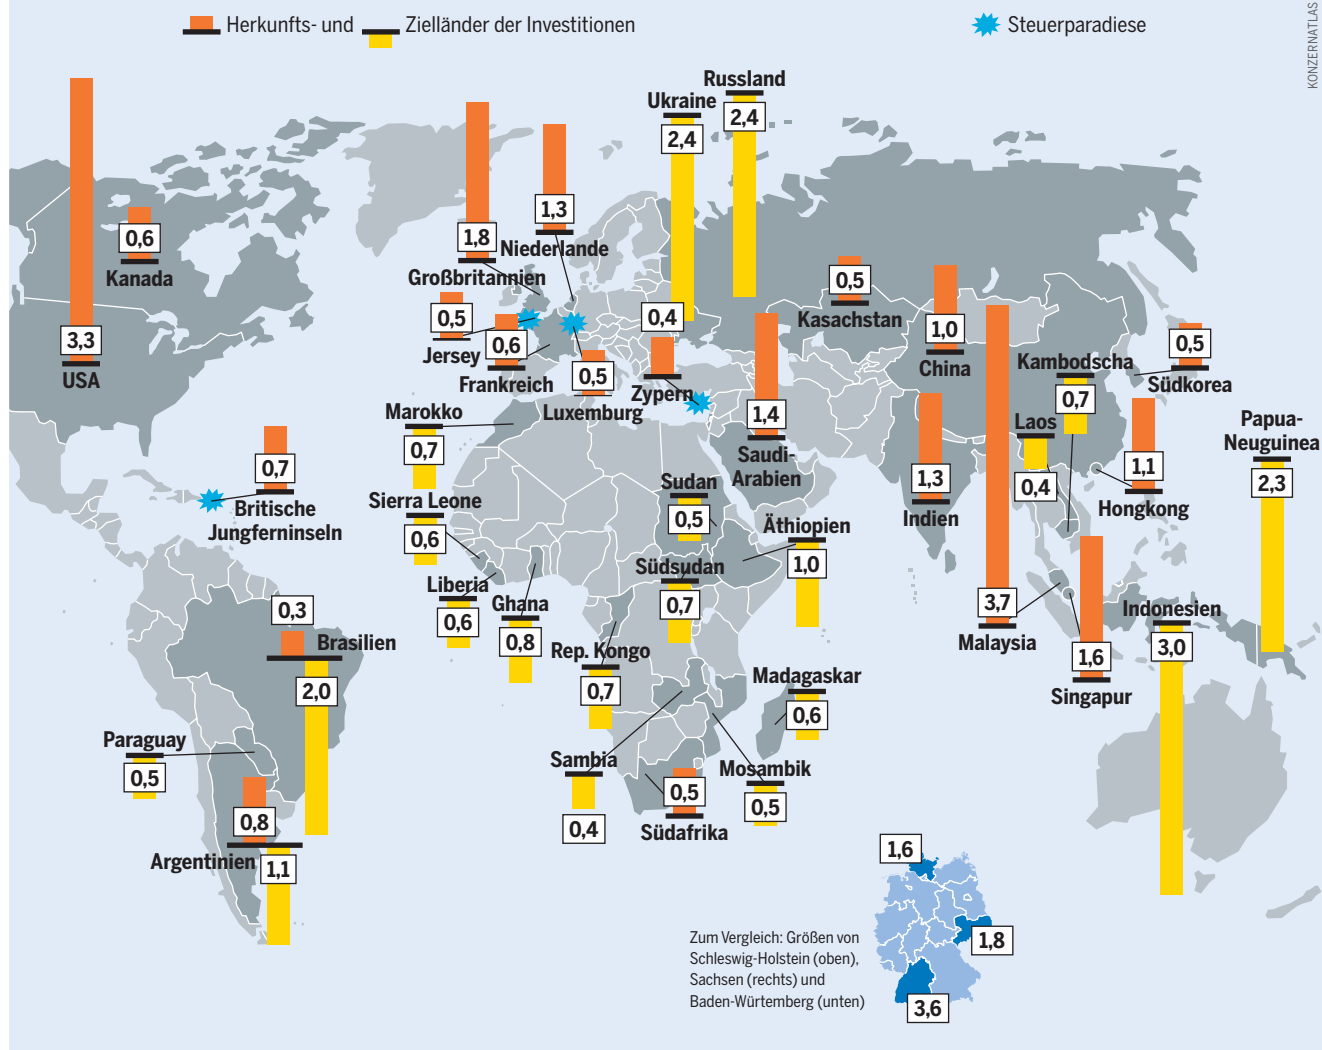 Herkunfts- und
Zielländer der Investitionen
Steuerparadiese
KONZERNATLAS
Russland
2,4
Ukraine
2,4
1,3
Niederlande
1,8
Großbritannien
0,6
Kanada
3,3
USA
0,5
Jersey
0,6
Frankreich
0,5
Luxemburg
0,4
Zypern
0,5
Kasachstan
1,0
China
0,5
Südkorea
Kambodscha
0,7
Laos
0,4
1,1
Hongkong
Papua-
Neuguinea
2,3
1,4
Saudi-
Arabien
1,3
Indien
Marokko
0,7
0,7
Britische
Jungferninseln
Sierra Leone
0,6
Sudan
0,5
Äthiopien
1,0
Südsudan
0,7
Liberia
0,6
Ghana
0,8
Rep. Kongo
0,7
3,7
Malaysia
1,6
Singapur
Indonesien
3,0
0,3
Brasilien
2,0
Madagaskar
0,6
Paraguay
0,5
Sambia
0,4
Mosambik
0,5
0,5
Südafrika
0,8
Argentinien
1,1
Zum Vergleich: Größen von
Schleswig-Holstein (oben),
Sachsen (rechts) und
Baden-Würtemberg (unten)
1,6
1,8
3,6